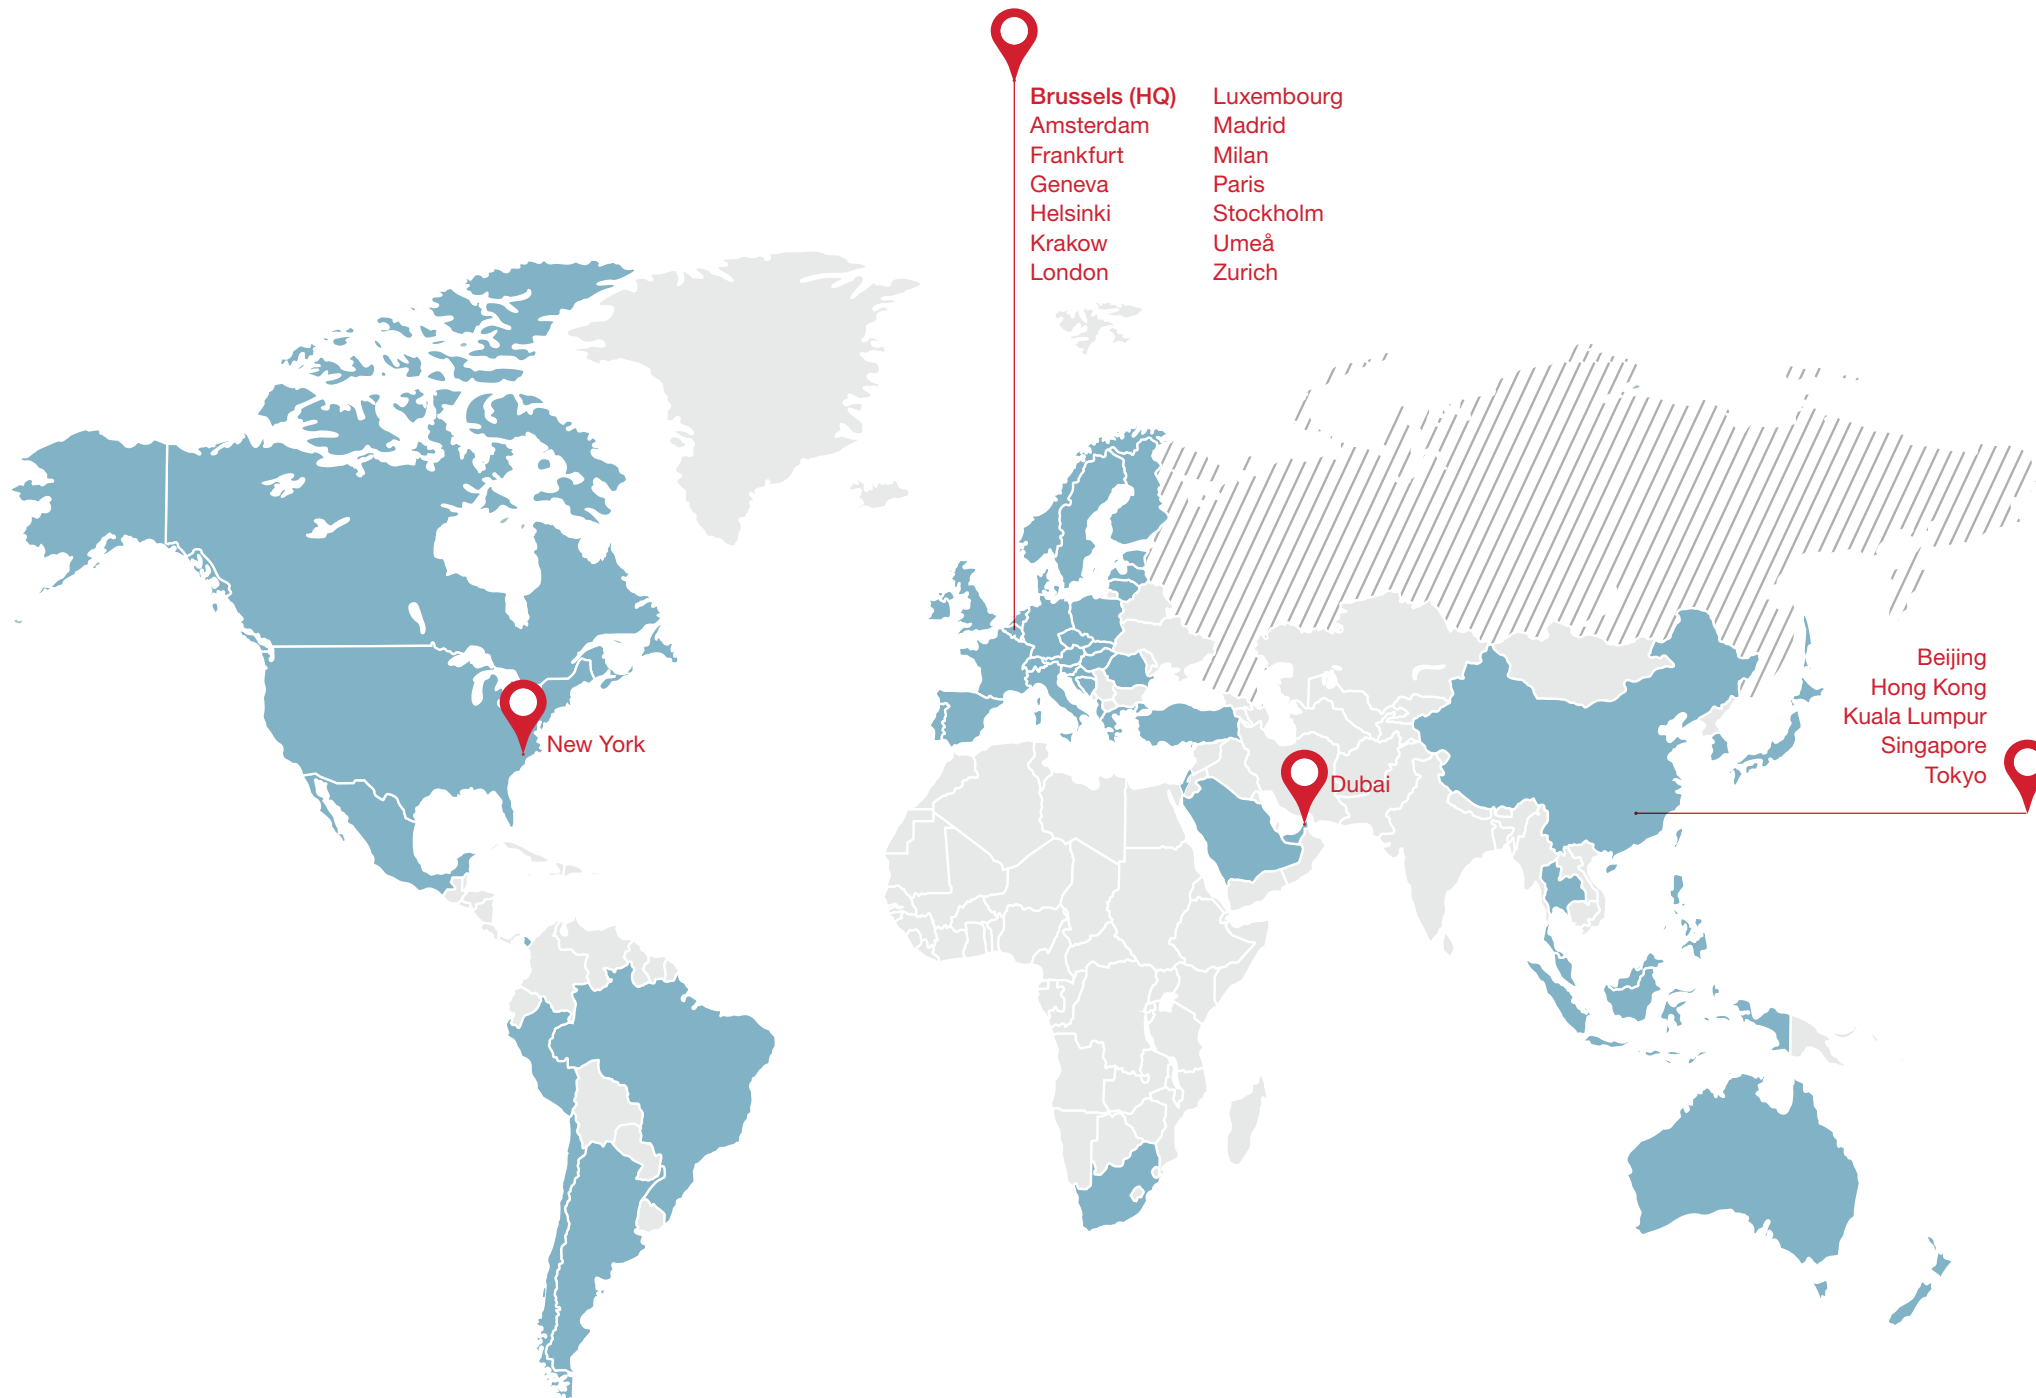 Brussels (HQ)
Amsterdam
Frankfurt
Geneva
Helsinki
Krakow
London
Luxembourg
Madrid
Milan
Paris
Stockholm
Umeå
Zurich
New York
Dubai
Beijing
Hong Kong
Kuala Lumpur
Singapore
Tokyo